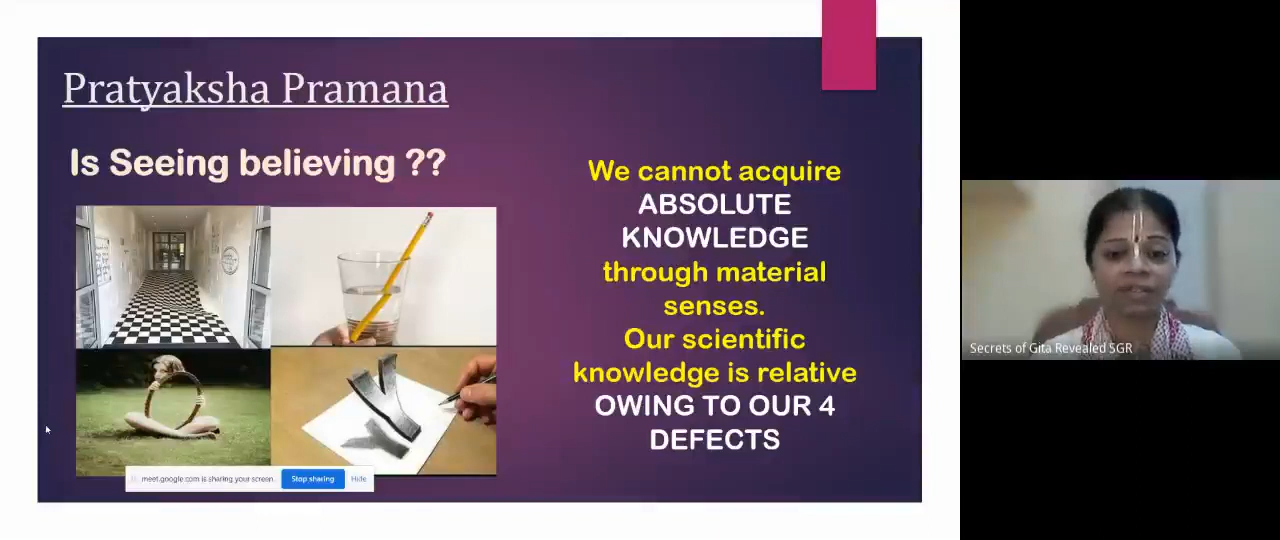 Pratyaksha Pramana
Is Seeing believing ??
We cannot acquire
ABSOLUTE
KNOWLEDGE
through material
senses.
Our scientific
knowledge is relative
OWING TO OUR 4
DEFECTS
meet.google.com is sharing your screen.
Stop sharing
Hide
Secrets of Gita Revealed SGR